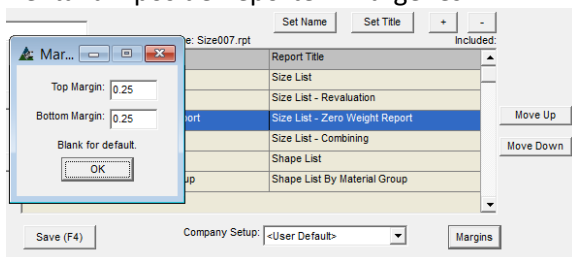 Set Name Set Title + -
e: Size007.rpt Included:
Mar...
Report Title
Size List
Top Margin: 0.25
Size List - Revaluation
Bottom Margin: 0.25
ort Size List - Zero Weight Report
Move Up
Blank for default.
Size List - Combining
Move Down
OK
Shape List
up Shape List By Material Group
Save (F4) Company Setup: <User Default> Margins